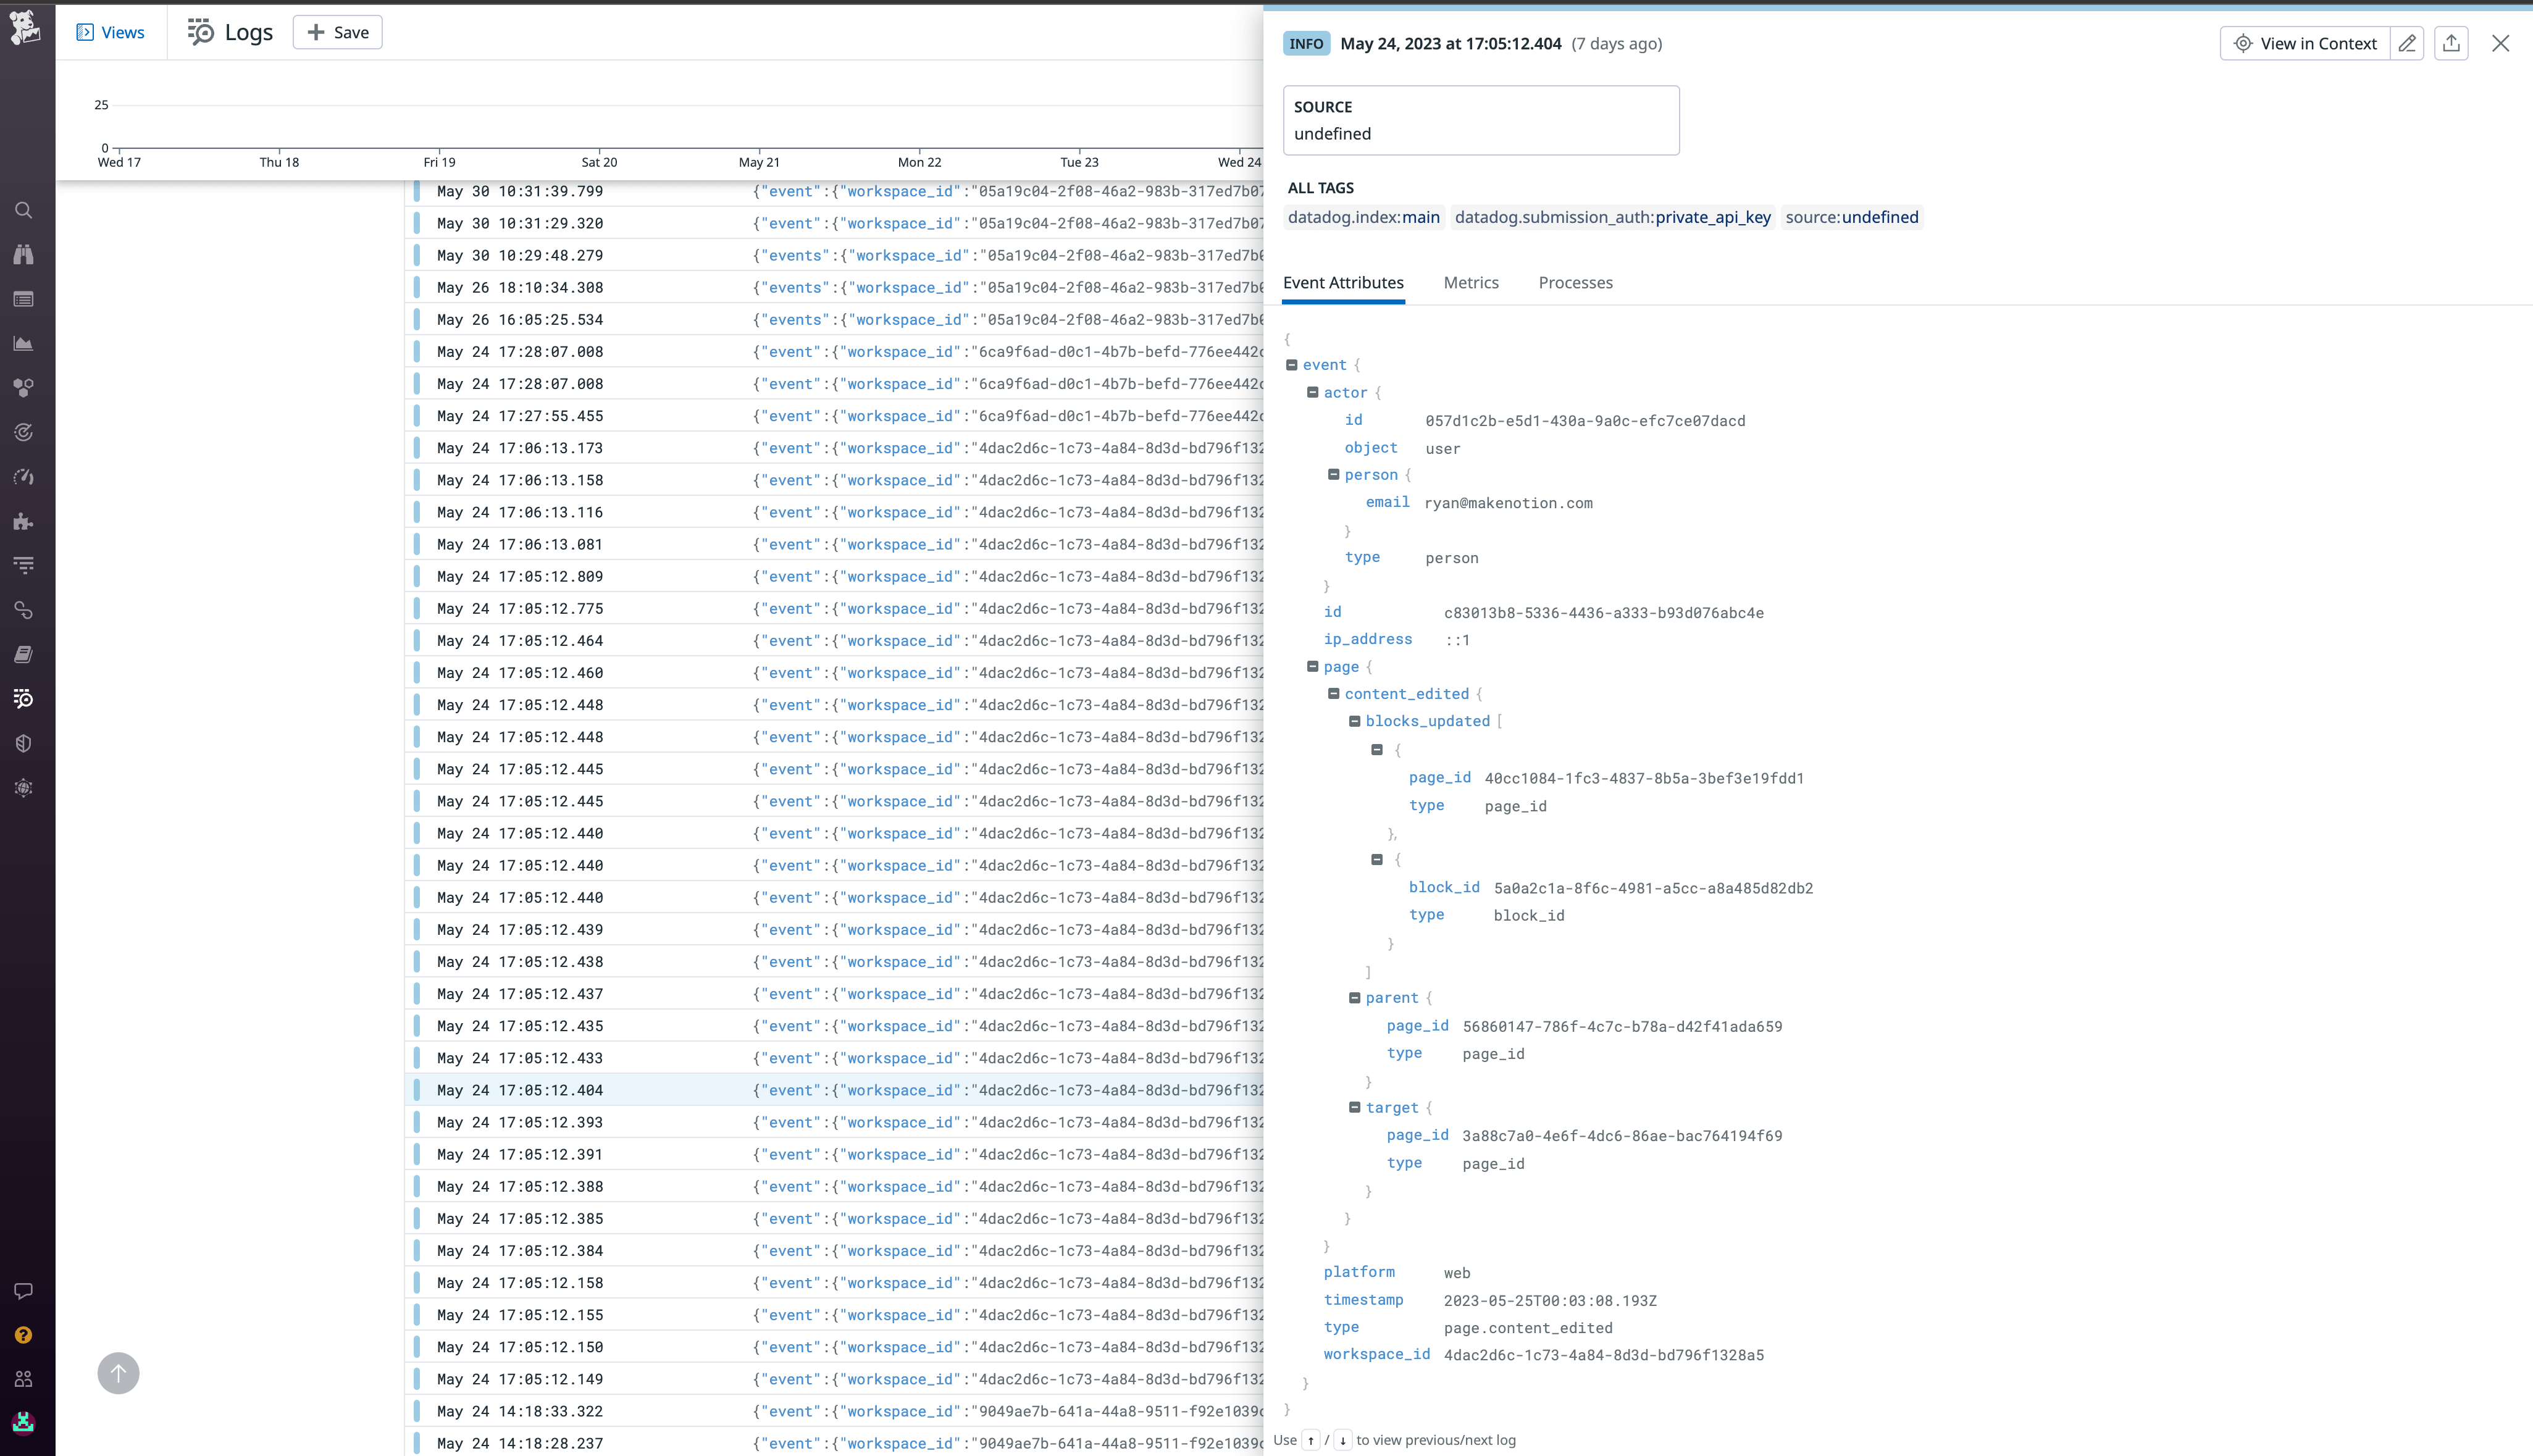 Views
Logs
+ Save
25
0
Wed 17 Thu 18 Fri 19 Sat 20 May 21 Mon 22 Tue 23 Wed 24
May 30 10:31:39.799 {"event":{"workspace_id":"05a19c04-2f08-46a2-983b-317ed7b07
May 30 10:31:29.320 {"event":{"workspace_id":"05a19c04-2f08-46a2-983b-317ed7b07
May 30 10:29:48.279 {"events":{"workspace_id":"05a19c04-2f08-46a2-983b-317ed7b0
May 26 18:10:34.308 {"events":{"workspace_id":"05a19c04-2f08-46a2-983b-317ed7b0
May 26 16:05:25.534 {"events":{"workspace_id":"05a19c04-2f08-46a2-983b-317ed7b0
May 24 17:28:07.008 {"event":{"workspace_id":"6ca9f6ad-d0c1-4b7b-befd-776ee442c
May 24 17:28:07.008 {"event":{"workspace_id":"6ca9f6ad-d0c1-4b7b-befd-776ee442c
May 24 17:27:55.455 {"event":{"workspace_id":"6ca9f6ad-d0c1-4b7b-befd-776ee442c
May 24 17:06:13.173 {"event":{"workspace_id":"4dac2d6c-1c73-4a84-8d3d-bd796f132
May 24 17:06:13.158 {"event":{"workspace_id":"4dac2d6c-1c73-4a84-8d3d-bd796f132
May 24 17:06:13.116 {"event":{"workspace_id":"4dac2d6c-1c73-4a84-8d3d-bd796f132
May 24 17:06:13.081 {"event":{"workspace_id":"4dac2d6c-1c73-4a84-8d3d-bd796f132
May 24 17:05:12.809 {"event":{"workspace_id":"4dac2d6c-1c73-4a84-8d3d-bd796f132
May 24 17:05:12.775 {"event":{"workspace_id":"4dac2d6c-1c73-4a84-8d3d-bd796f132
May 24 17:05:12.464 {"event":{"workspace_id":"4dac2d6c-1c73-4a84-8d3d-bd796f132
May 24 17:05:12.460 {"event":{"workspace_id":"4dac2d6c-1c73-4a84-8d3d-bd796f132
May 24 17:05:12.448 {"event":{"workspace_id":"4dac2d6c-1c73-4a84-8d3d-bd796f132
May 24 17:05:12.448 {"event":{"workspace_id":"4dac2d6c-1c73-4a84-8d3d-bd796f132
May 24 17:05:12.445 {"event":{"workspace_id":"4dac2d6c-1c73-4a84-8d3d-bd796f132
May 24 17:05:12.445 {"event":{"workspace_id":"4dac2d6c-1c73-4a84-8d3d-bd796f132
May 24 17:05:12.440 {"event":{"workspace_id":"4dac2d6c-1c73-4a84-8d3d-bd796f132
May 24 17:05:12.440 {"event":{"workspace_id":"4dac2d6c-1c73-4a84-8d3d-bd796f132
May 24 17:05:12.440 {"event":{"workspace_id":"4dac2d6c-1c73-4a84-8d3d-bd796f132
May 24 17:05:12.439 {"event":{"workspace_id":"4dac2d6c-1c73-4a84-8d3d-bd796f132
May 24 17:05:12.438 {"event":{"workspace_id":"4dac2d6c-1c73-4a84-8d3d-bd796f132
May 24 17:05:12.437 {"event":{"workspace_id":"4dac2d6c-1c73-4a84-8d3d-bd796f132
May 24 17:05:12.435 {"event":{"workspace_id":"4dac2d6c-1c73-4a84-8d3d-bd796f132
May 24 17:05:12.433 {"event":{"workspace_id":"4dac2d6c-1c73-4a84-8d3d-bd796f132
May 24 17:05:12.404 {"event":{"workspace_id":"4dac2d6c-1c73-4a84-8d3d-bd796f132
May 24 17:05:12.393 {"event":{"workspace_id":"4dac2d6c-1c73-4a84-8d3d-bd796f132
May 24 17:05:12.391 {"event":{"workspace_id":"4dac2d6c-1c73-4a84-8d3d-bd796f132
May 24 17:05:12.388 {"event":{"workspace_id":"4dac2d6c-1c73-4a84-8d3d-bd796f132
May 24 17:05:12.385 {"event":{"workspace_id":"4dac2d6c-1c73-4a84-8d3d-bd796f132
May 24 17:05:12.384 {"event":{"workspace_id":"4dac2d6c-1c73-4a84-8d3d-bd796f132
May 24 17:05:12.158 {"event":{"workspace_id":"4dac2d6c-1c73-4a84-8d3d-bd796f132
May 24 17:05:12.155 {"event":{"workspace_id":"4dac2d6c-1c73-4a84-8d3d-bd796f132
May 24 17:05:12.150 {"event":{"workspace_id":"4dac2d6c-1c73-4a84-8d3d-bd796f132
May 24 17:05:12.149 {"event":{"workspace_id":"4dac2d6c-1c73-4a84-8d3d-bd796f132
May 24 14:18:33.322 {"event":{"workspace_id":"9049ae7b-641a-44a8-9511-f92e1039c
May 24 14:18:28.237 {"event":{"workspace_id":"9049ae7b-641a-44a8-9511-f92e1039c
INFO May 24, 2023 at 17:05:12.404 (7 days ago)
View in Context
SOURCE
undefined
ALL TAGS
datadog.index:main datadog.submission_auth:private_api_key source:undefined
Event Attributes Metrics Processes
{
event {
actor {
id 057d1c2b-e5d1-430a-9a0c-efc7ce07dacd
object user
person {
email ryan@makenotion.com
}
type person
}
id c83013b8-5336-4436-a333-b93d076abc4e
ip_address ::1
page {
content_edited {
blocks_updated [
{
page_id 40cc1084-1fc3-4837-8b5a-3bef3e19fdd1
type page_id
},
{
block_id 5a0a2c1a-8f6c-4981-a5cc-a8a485d82db2
type block_id
}
]
parent {
page_id 56860147-786f-4c7c-b78a-d42f41ada659
type page_id
}
target {
page_id 3a88c7a0-4e6f-4dc6-86ae-bac764194f69
type page_id
}
}
}
platform web
timestamp 2023-05-25T00:03:08.193Z
type page.content_edited
workspace_id 4dac2d6c-1c73-4a84-8d3d-bd796f1328a5
}
}
Use ↑ / ↓ to view previous/next log